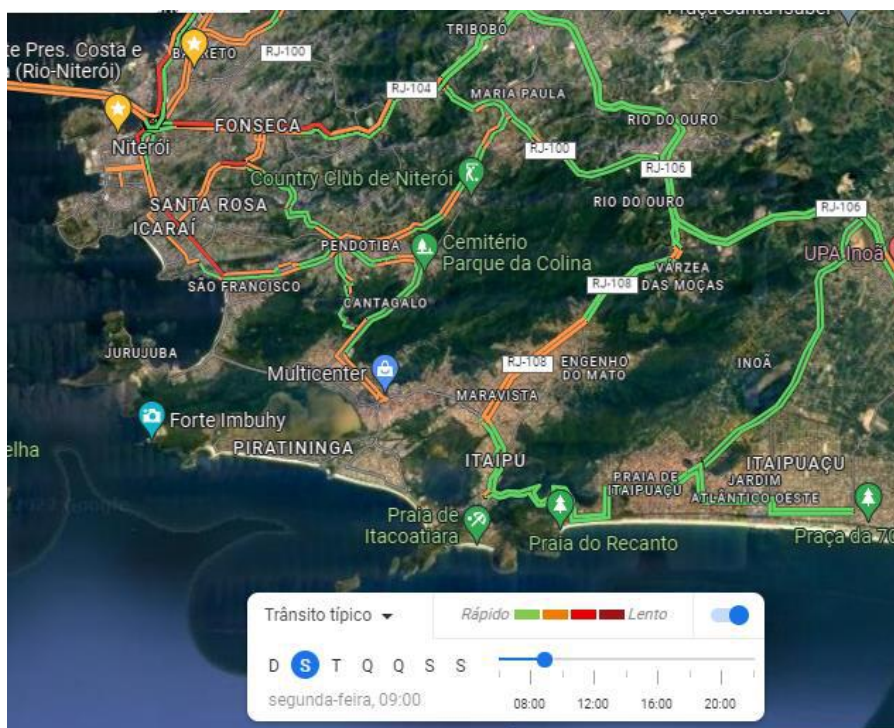 Praça Santa Isabel
TRIBOBÓ
te Pres. Costa e
a (Rio-Niterói)
BARRETO
RJ-100
RJ-104
MARIA PAULA
Niterói
FONSECA
RIO DO OURO
RJ-100
RJ-106
Country Club de Niterói
SANTA ROSA
RIO DO OURO
RJ-106
ICARAÍ
PENDOTIBA
Cemitério
Parque da Colina
UPA Inoã
VÁRZEA
DAS MOÇAS
SÃO FRANCISCO
RJ-108
CANTAGALO
JURUJUBA
Multicenter
RJ-108
ENGENHO
DO MATO
INOÃ
MARAVISTA
Forte Imbuhy
elha
PIRATININGA
ITAIPU
PRAIA DE
ITAIPUAÇU
ITAIPUAÇU
JARDIM
ATLÂNTICO OESTE
Praia de
Itacoatiara
Praia do Recanto
Praça da 70
Trânsito típico
Rápido
Lento
D S T Q Q S S
segunda-feira, 09:00
08:00 12:00 16:00 20:00